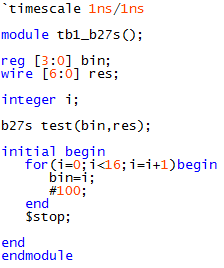 `timescale 1ns/1ns
module tb1_b27s();
reg [3:0] bin;
wire [6:0] res;
integer i;
b27s test(bin,res);
initial begin
for(i=0;i<16;i=i+1)begin
bin=i;
#100;
end
$stop;
end
endmodule